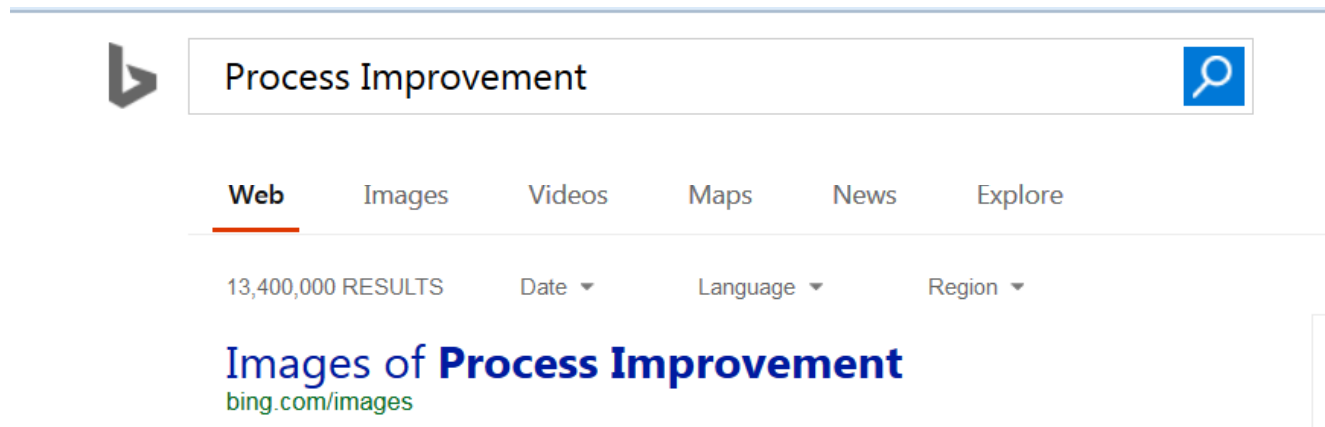 Process Improvement
Web Images Videos Maps News Explore
13,400,000 RESULTS Date Language Region
Images of Process Improvement
bing.com/images